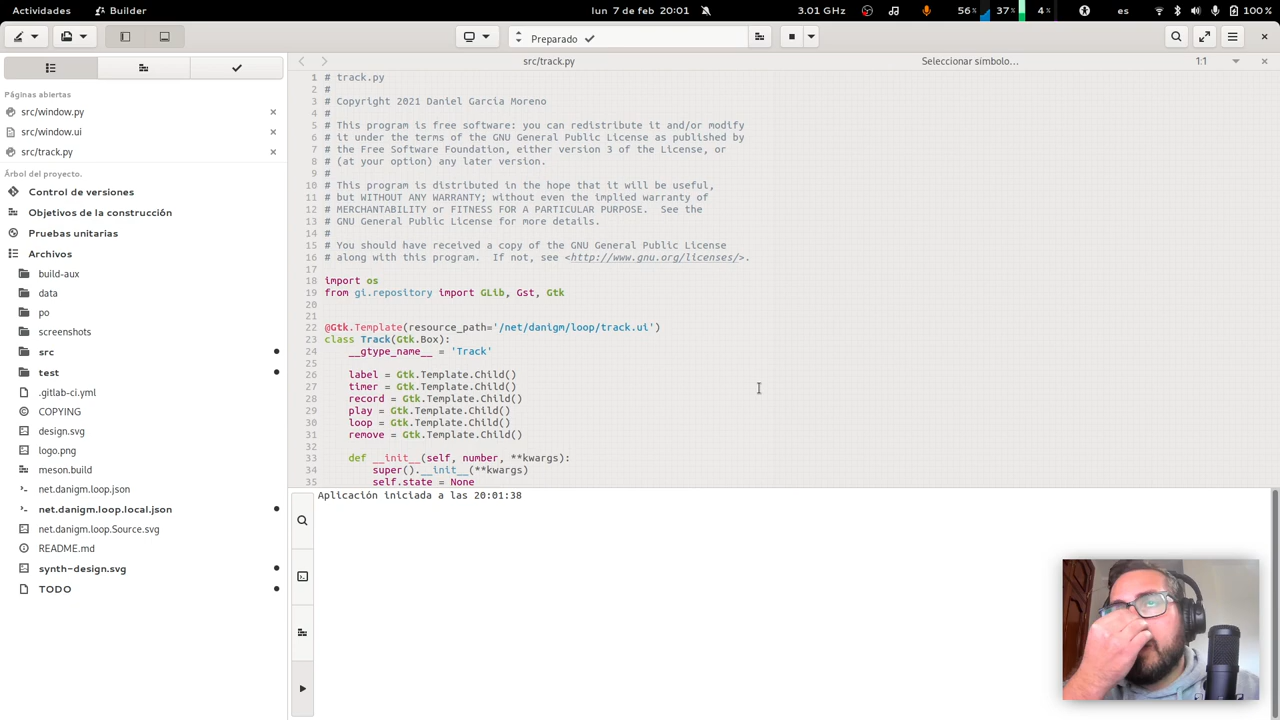 Actividades
Builder
lun 7 de feb 20:01
3.01 GHz
56%
37%
4%
es
100%
Preparado
src/track.py
Seleccionar símbolo…
1:1
Páginas abiertas
src/window.py
src/window.ui
src/track.py
Árbol del proyecto.
Control de versiones
Objetivos de la construcción
Pruebas unitarias
Archivos
build-aux
data
po
screenshots
src
test
.gitlab-ci.yml
COPYING
design.svg
logo.png
meson.build
net.danigm.loop.json
net.danigm.loop.local.json
net.danigm.loop.Source.svg
README.md
synth-design.svg
TODO
1 # track.py
2 #
3 # Copyright 2021 Daniel Garcia Moreno
4 #
5 # This program is free software: you can redistribute it and/or modify
6 # it under the terms of the GNU General Public License as published by
7 # the Free Software Foundation, either version 3 of the License, or
8 # (at your option) any later version.
9 #
10 # This program is distributed in the hope that it will be useful,
11 # but WITHOUT ANY WARRANTY; without even the implied warranty of
12 # MERCHANTABILITY or FITNESS FOR A PARTICULAR PURPOSE.  See the
13 # GNU General Public License for more details.
14 #
15 # You should have received a copy of the GNU General Public License
16 # along with this program.  If not, see <http://www.gnu.org/licenses/>.
17
18 import os
19 from gi.repository import GLib, Gst, Gtk
20
21
22 @Gtk.Template(resource_path='/net/danigm/loop/track.ui')
23 class Track(Gtk.Box):
24     __gtype_name__ = 'Track'
25
26     label = Gtk.Template.Child()
27     timer = Gtk.Template.Child()
28     record = Gtk.Template.Child()
29     play = Gtk.Template.Child()
30     loop = Gtk.Template.Child()
31     remove = Gtk.Template.Child()
32
33     def __init__(self, number, **kwargs):
34         super().__init__(**kwargs)
35         self.state = None
Aplicación iniciada a las 20:01:38